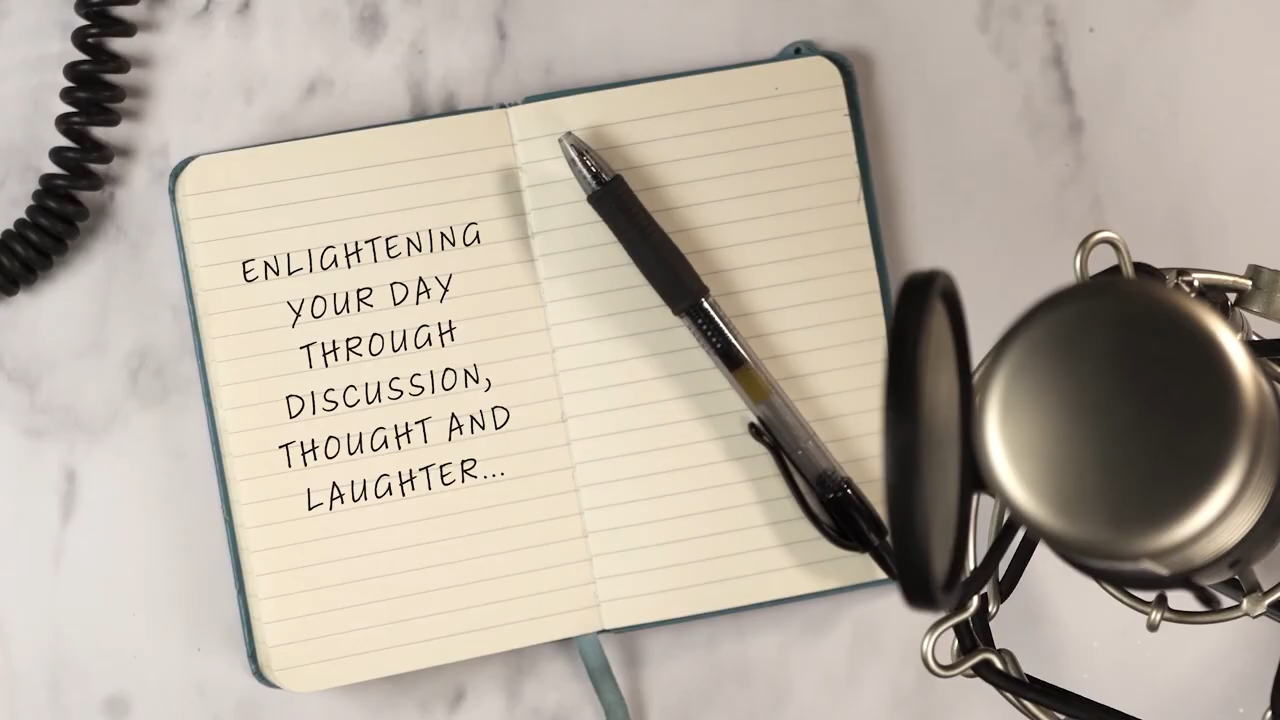 ENLIGHTENING
YOUR DAY
THROUGH
DISCUSSION,
THOUGHT AND
LAUGHTER...